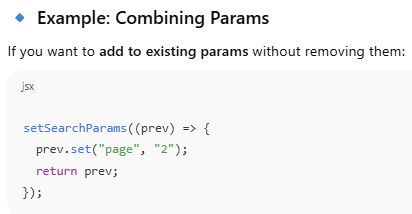 Example: Combining Params
If you want to add to existing params without removing them:
jsx
setSearchParams((prev) => {
  prev.set("page", "2");
  return prev;
});